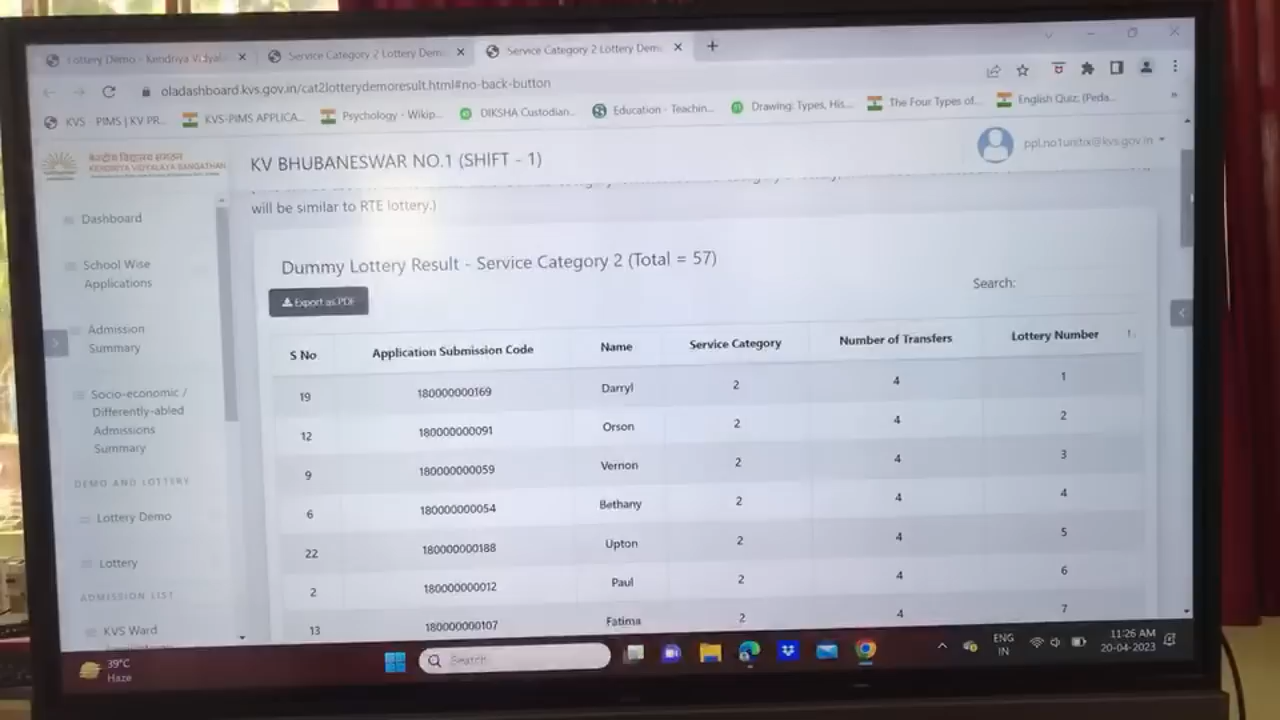 Lottery Demo - Kendriya Vidyal
Service Category 2 Lottery Dem
Service Category 2 Lottery Dem
oladashboard.kvs.gov.in/cat2lotterydemoresult.html#no-back-button
KVS - PIMS | KV PR...
KVS-PIMS APPLICA...
Psychology - Wikip...
DIKSHA Custodian...
Education - Teachin...
Drawing: Types, His...
The Four Types of...
English Quiz; (Peda...
केन्द्रीय विद्यालय संगठन
KENDRIYA VIDYALAYA SANGATHAN
KV BHUBANESWAR NO.1 (SHIFT - 1)
will be similar to RTE lottery.)
Dashboard
School Wise
Applications
Admission
Summary
Socio-economic /
Differently-abled
Admissions
Summary
DEMO AND LOTTERY
Lottery Demo
Lottery
ADMISSION LIST
KVS Ward
Dummy Lottery Result - Service Category 2 (Total = 57)
Export as PDF
Search:
S No Application Submission Code Name Service Category Number of Transfers Lottery Number
19 180000000169 Darryl 2 4 1
12 180000000091 Orson 2 4 2
9 180000000059 Vernon 2 4 3
6 180000000054 Bethany 2 4 4
22 180000000188 Upton 2 4 5
2 180000000012 Paul 2 4 6
13 180000000107 Fatima 2 4 7
39°C
Haze
Search
ENG
IN
11:26 AM
20-04-2023